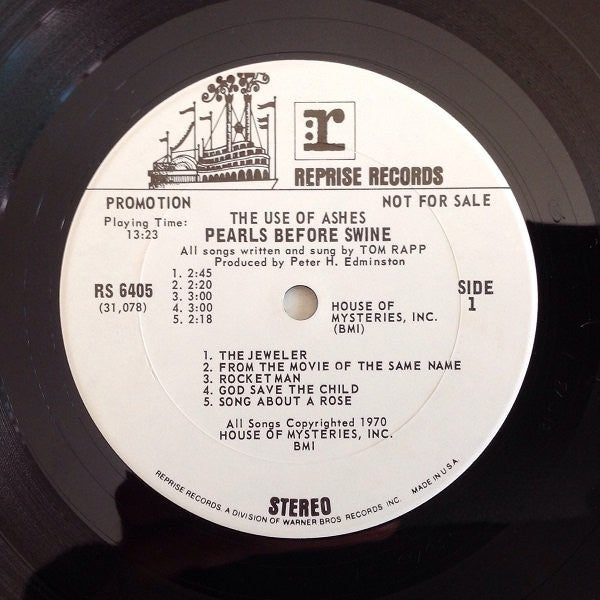 r
REPRISE RECORDS
PROMOTION NOT FOR SALE
Playing Time:
13:23
THE USE OF ASHES
PEARLS BEFORE SWINE
All songs written and sung by TOM RAPP
Produced by Peter H. Edminston
RS 6405
(31,078)
1. 2:45
2. 2:20
3. 3:00
4. 3:00
5. 2:18
HOUSE OF
MYSTERIES, INC.
(BMI)
SIDE
1
1. THE JEWELER
2. FROM THE MOVIE OF THE SAME NAME
3. ROCKETMAN
4. GOD SAVE THE CHILD
5. SONG ABOUT A ROSE
All Songs Copyrighted 1970
HOUSE OF MYSTERIES, INC.
BMI
STEREO
REPRISE RECORDS, A DIVISION OF WARNER BROS. RECORDS INC. MADE IN U.S.A.